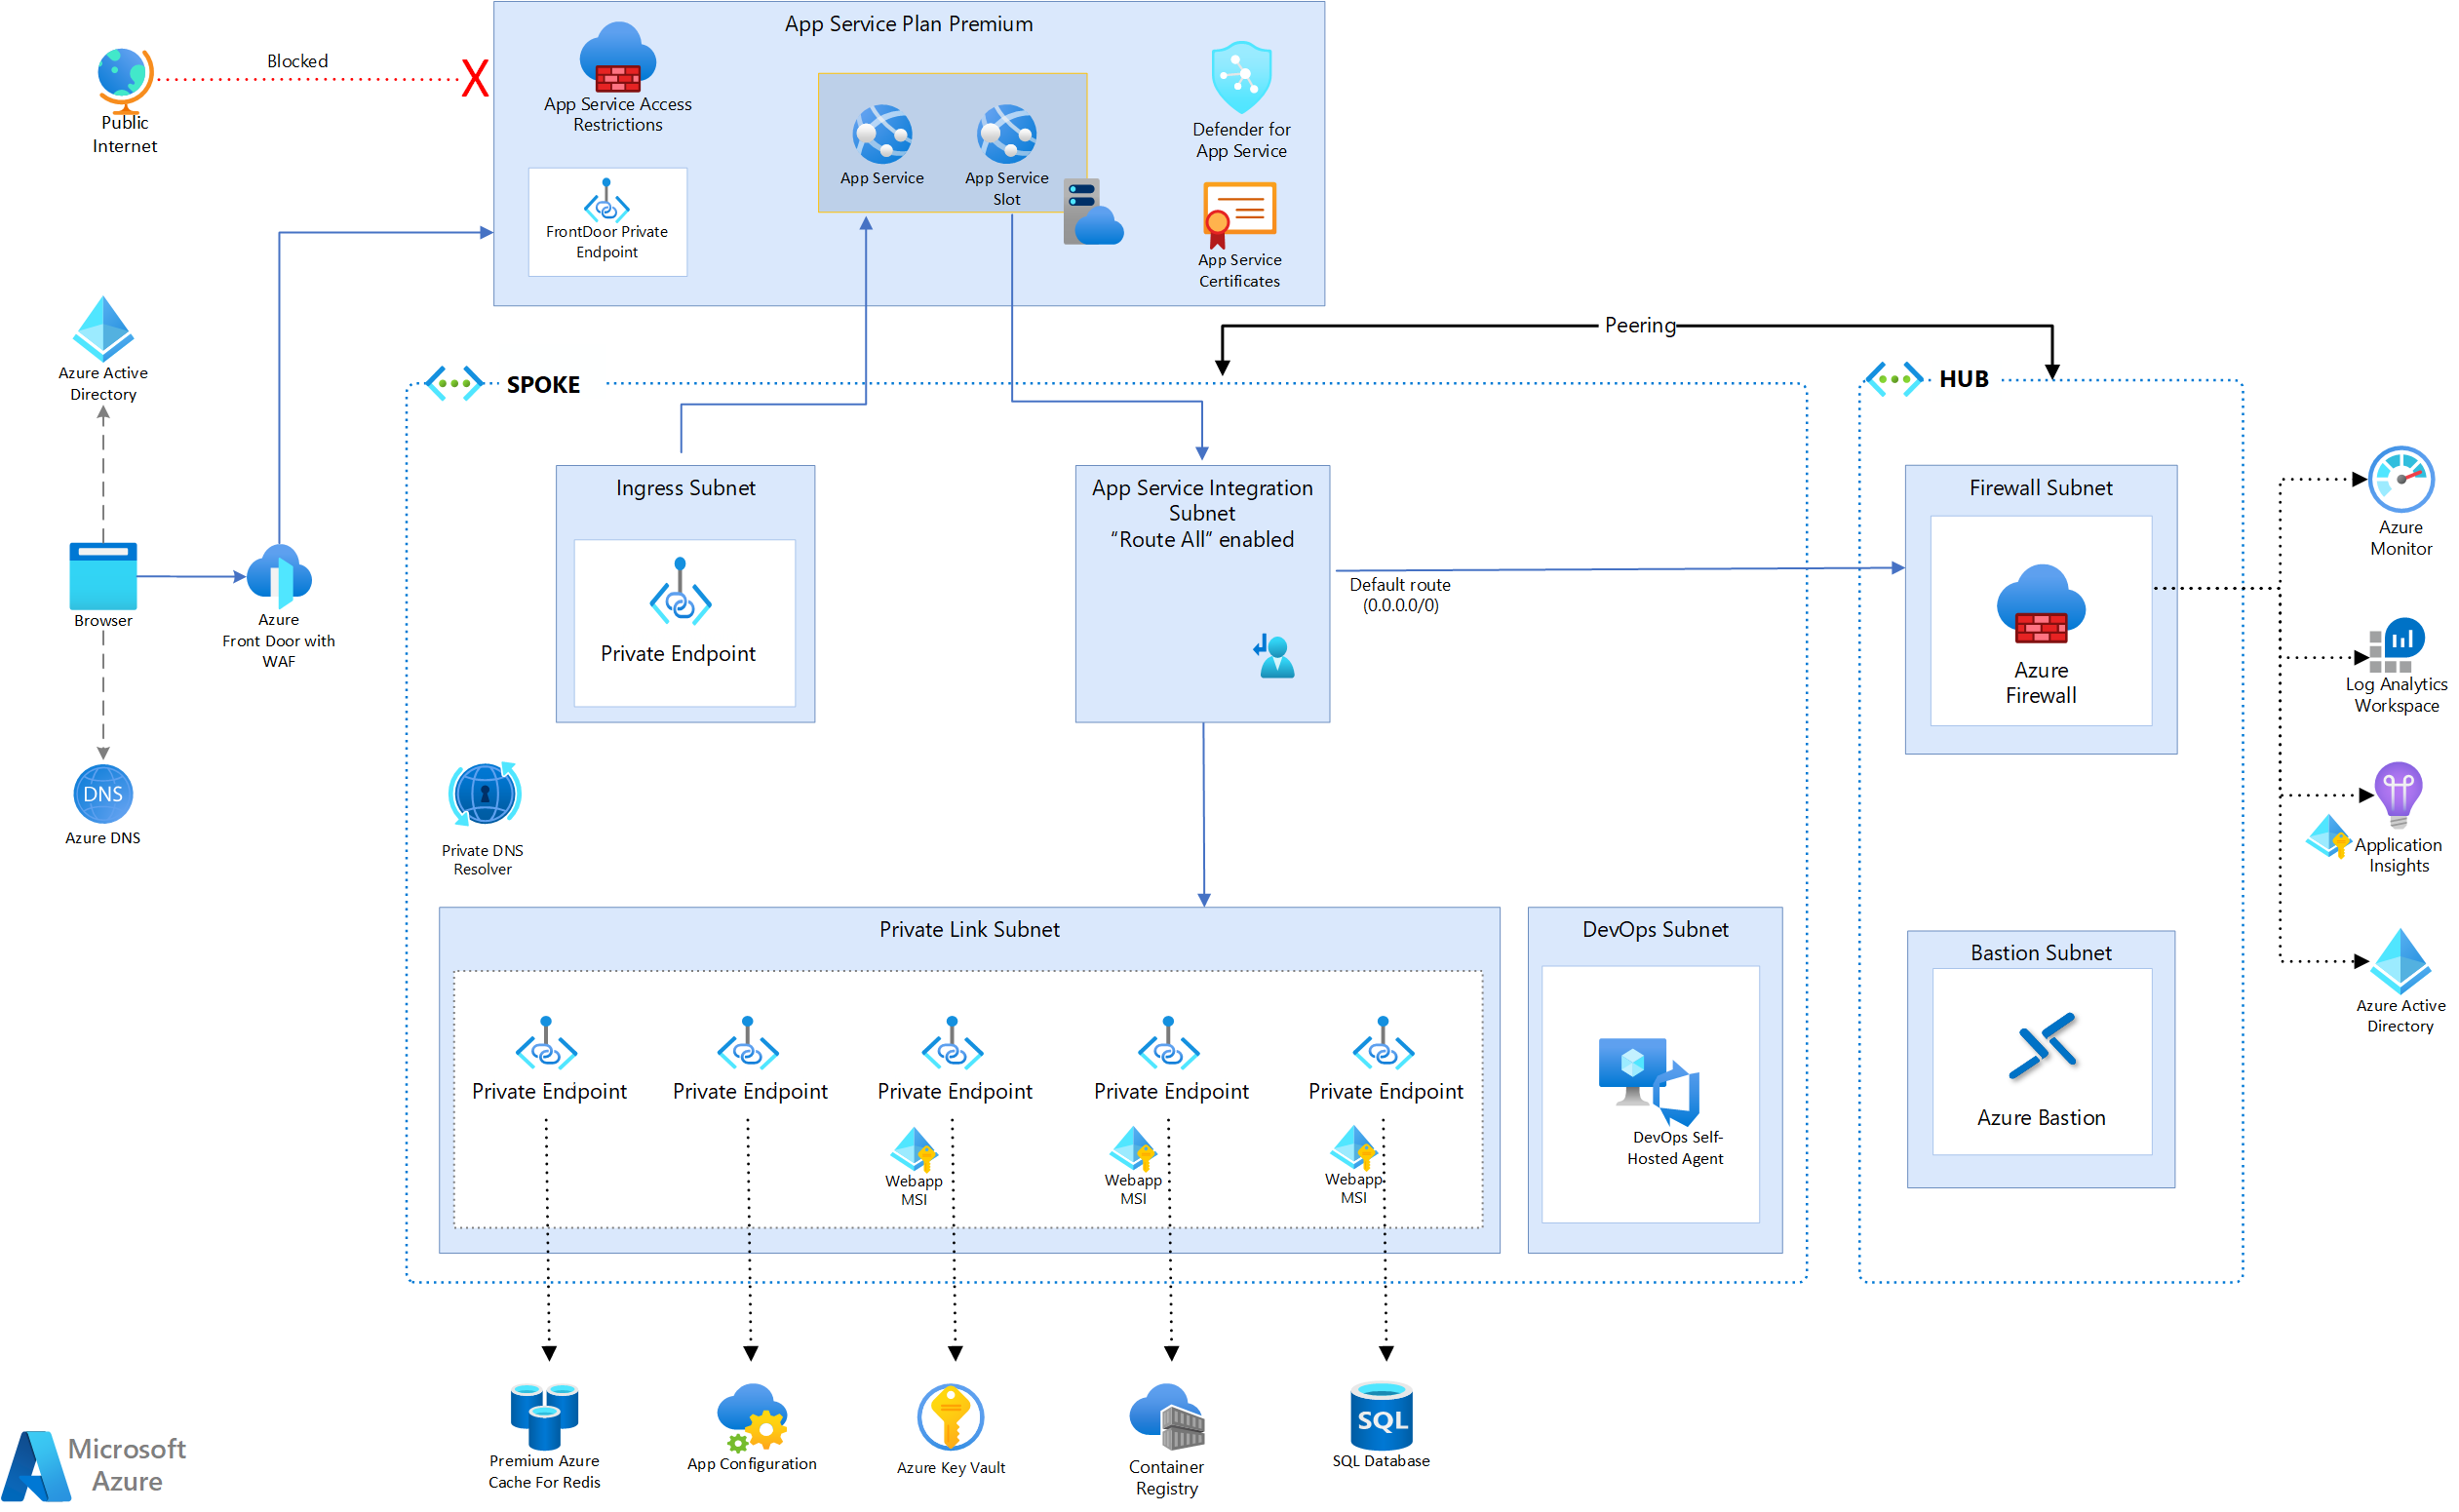 App Service Plan Premium
Blocked
X
Public
Internet
App Service Access
Restrictions
FrontDoor Private
Endpoint
App Service
App Service
Slot
Defender for
App Service
App Service
Certificates
Peering
Azure Active
Directory
Browser
Azure
Front Door with
WAF
DNS
Azure DNS
SPOKE
HUB
Ingress Subnet
Private Endpoint
App Service Integration
Subnet
“Route All” enabled
Default route
(0.0.0.0/0)
Firewall Subnet
Azure
Firewall
Azure
Monitor
Log Analytics
Workspace
Application
Insights
Azure Active
Directory
Private DNS
Resolver
Private Link Subnet
Private Endpoint
Private Endpoint
Private Endpoint
Private Endpoint
Private Endpoint
Webapp
MSI
Webapp
MSI
Webapp
MSI
DevOps Subnet
DevOps Self-
Hosted Agent
Bastion Subnet
Azure Bastion
Premium Azure
Cache For Redis
App Configuration
Azure Key Vault
Container
Registry
SQL
SQL Database
Microsoft
Azure